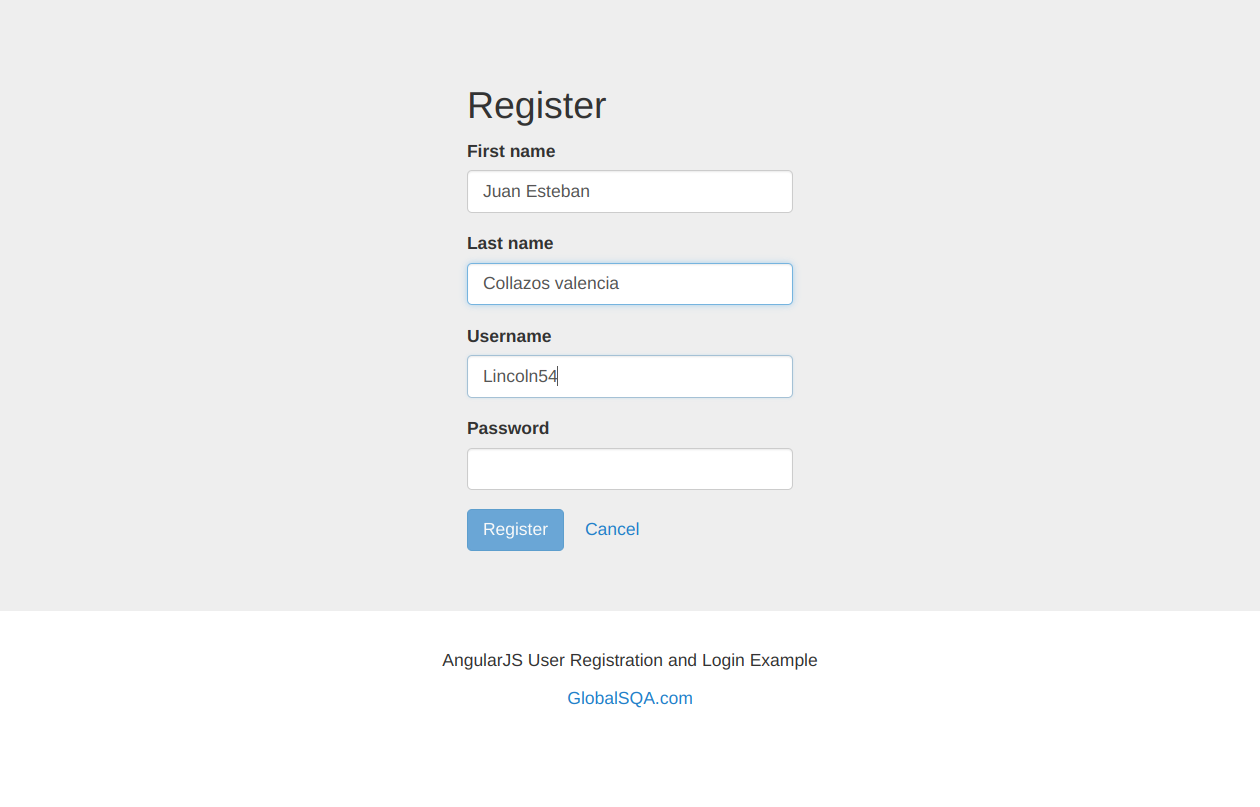 Register
First name
Juan Esteban
Last name
Collazos valencia
Username
Lincoln54
Password
Register Cancel
AngularJS User Registration and Login Example
GlobalSQA.com